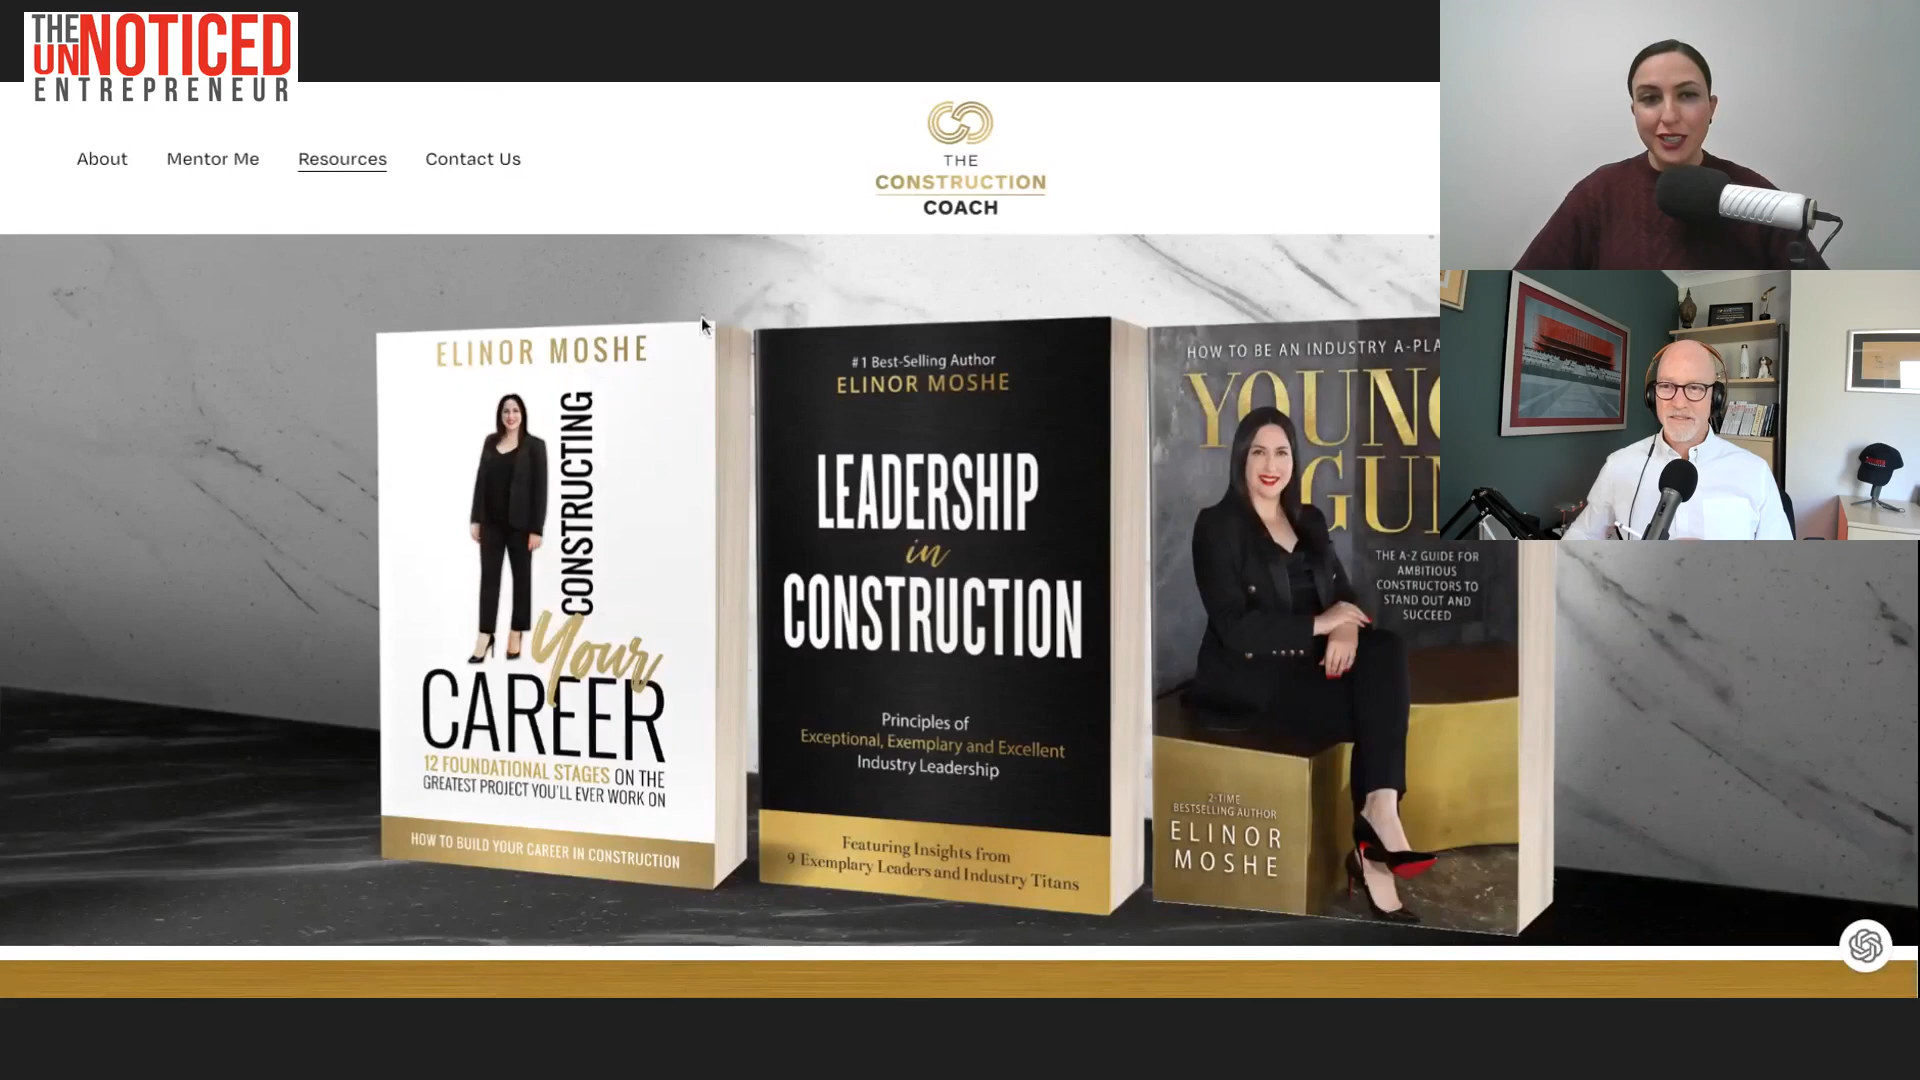 THE
UNNOTICED
ENTREPRENEUR
About
Mentor Me
Resources
Contact Us
THE
CONSTRUCTION
COACH
ELINOR MOSHE
CONSTRUCTING
Your
CAREER
12 FOUNDATIONAL STAGES ON THE
GREATEST PROJECT YOU'LL EVER WORK ON
HOW TO BUILD YOUR CAREER IN CONSTRUCTION
#1 Best-Selling Author
ELINOR MOSHE
LEADERSHIP
in
CONSTRUCTION
Principles of
Exceptional, Exemplary and Excellent
Industry Leadership
Featuring Insights from
9 Exemplary Leaders and Industry Titans
HOW TO BE AN INDUSTRY A-PLA
YOUNG
GUN
THE A-Z GUIDE FOR
AMBITIOUS
CONSTRUCTORS TO
STAND OUT AND
SUCCEED
2-TIME
BESTSELLING AUTHOR
ELINOR
MOSHE